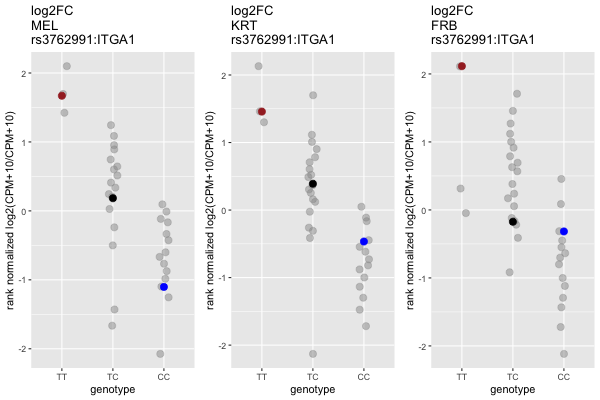 log2FC
MEL
rs3762991:ITGA1
rank normalized log2(CPM+10/CPM+10)
2
1
0
-1
-2
TT
TC
CC
genotype
log2FC
KRT
rs3762991:ITGA1
rank normalized log2(CPM+10/CPM+10)
2
1
0
-1
-2
TT
TC
CC
genotype
log2FC
FRB
rs3762991:ITGA1
rank normalized log2(CPM+10/CPM+10)
2
1
0
-1
-2
TT
TC
CC
genotype